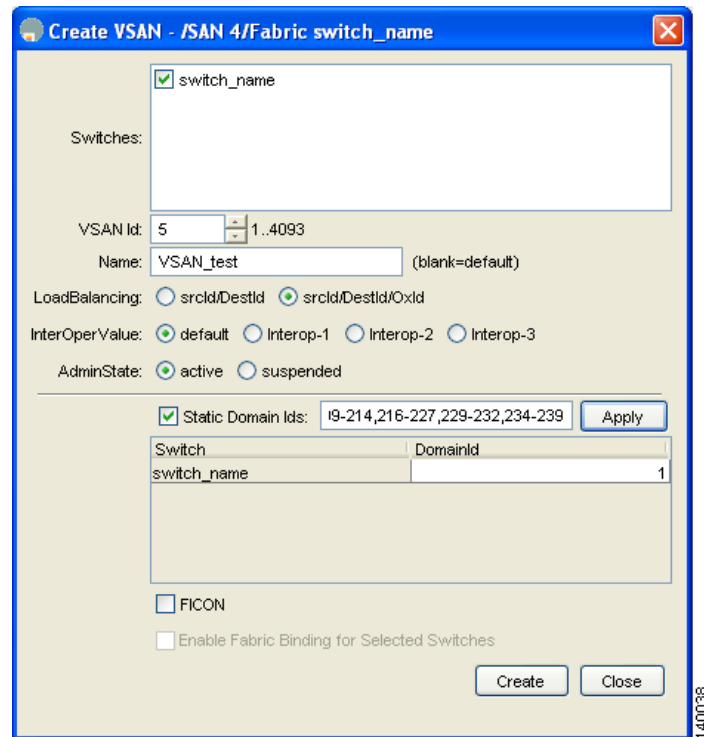 Create VSAN - /SAN 4/Fabric switch_name
switch_name
Switches:
VSAN Id: 5 1..4093
Name: VSAN_test (blank=default)
LoadBalancing: srcId/DestId srcId/DestId/OxId
InterOperValue: default Interop-1 Interop-2 Interop-3
AdminState: active suspended
Static Domain Ids: 9-214,216-227,229-232,234-239 Apply
Switch DomainId
switch_name 1
FICON
Enable Fabric Binding for Selected Switches
Create Close
140038